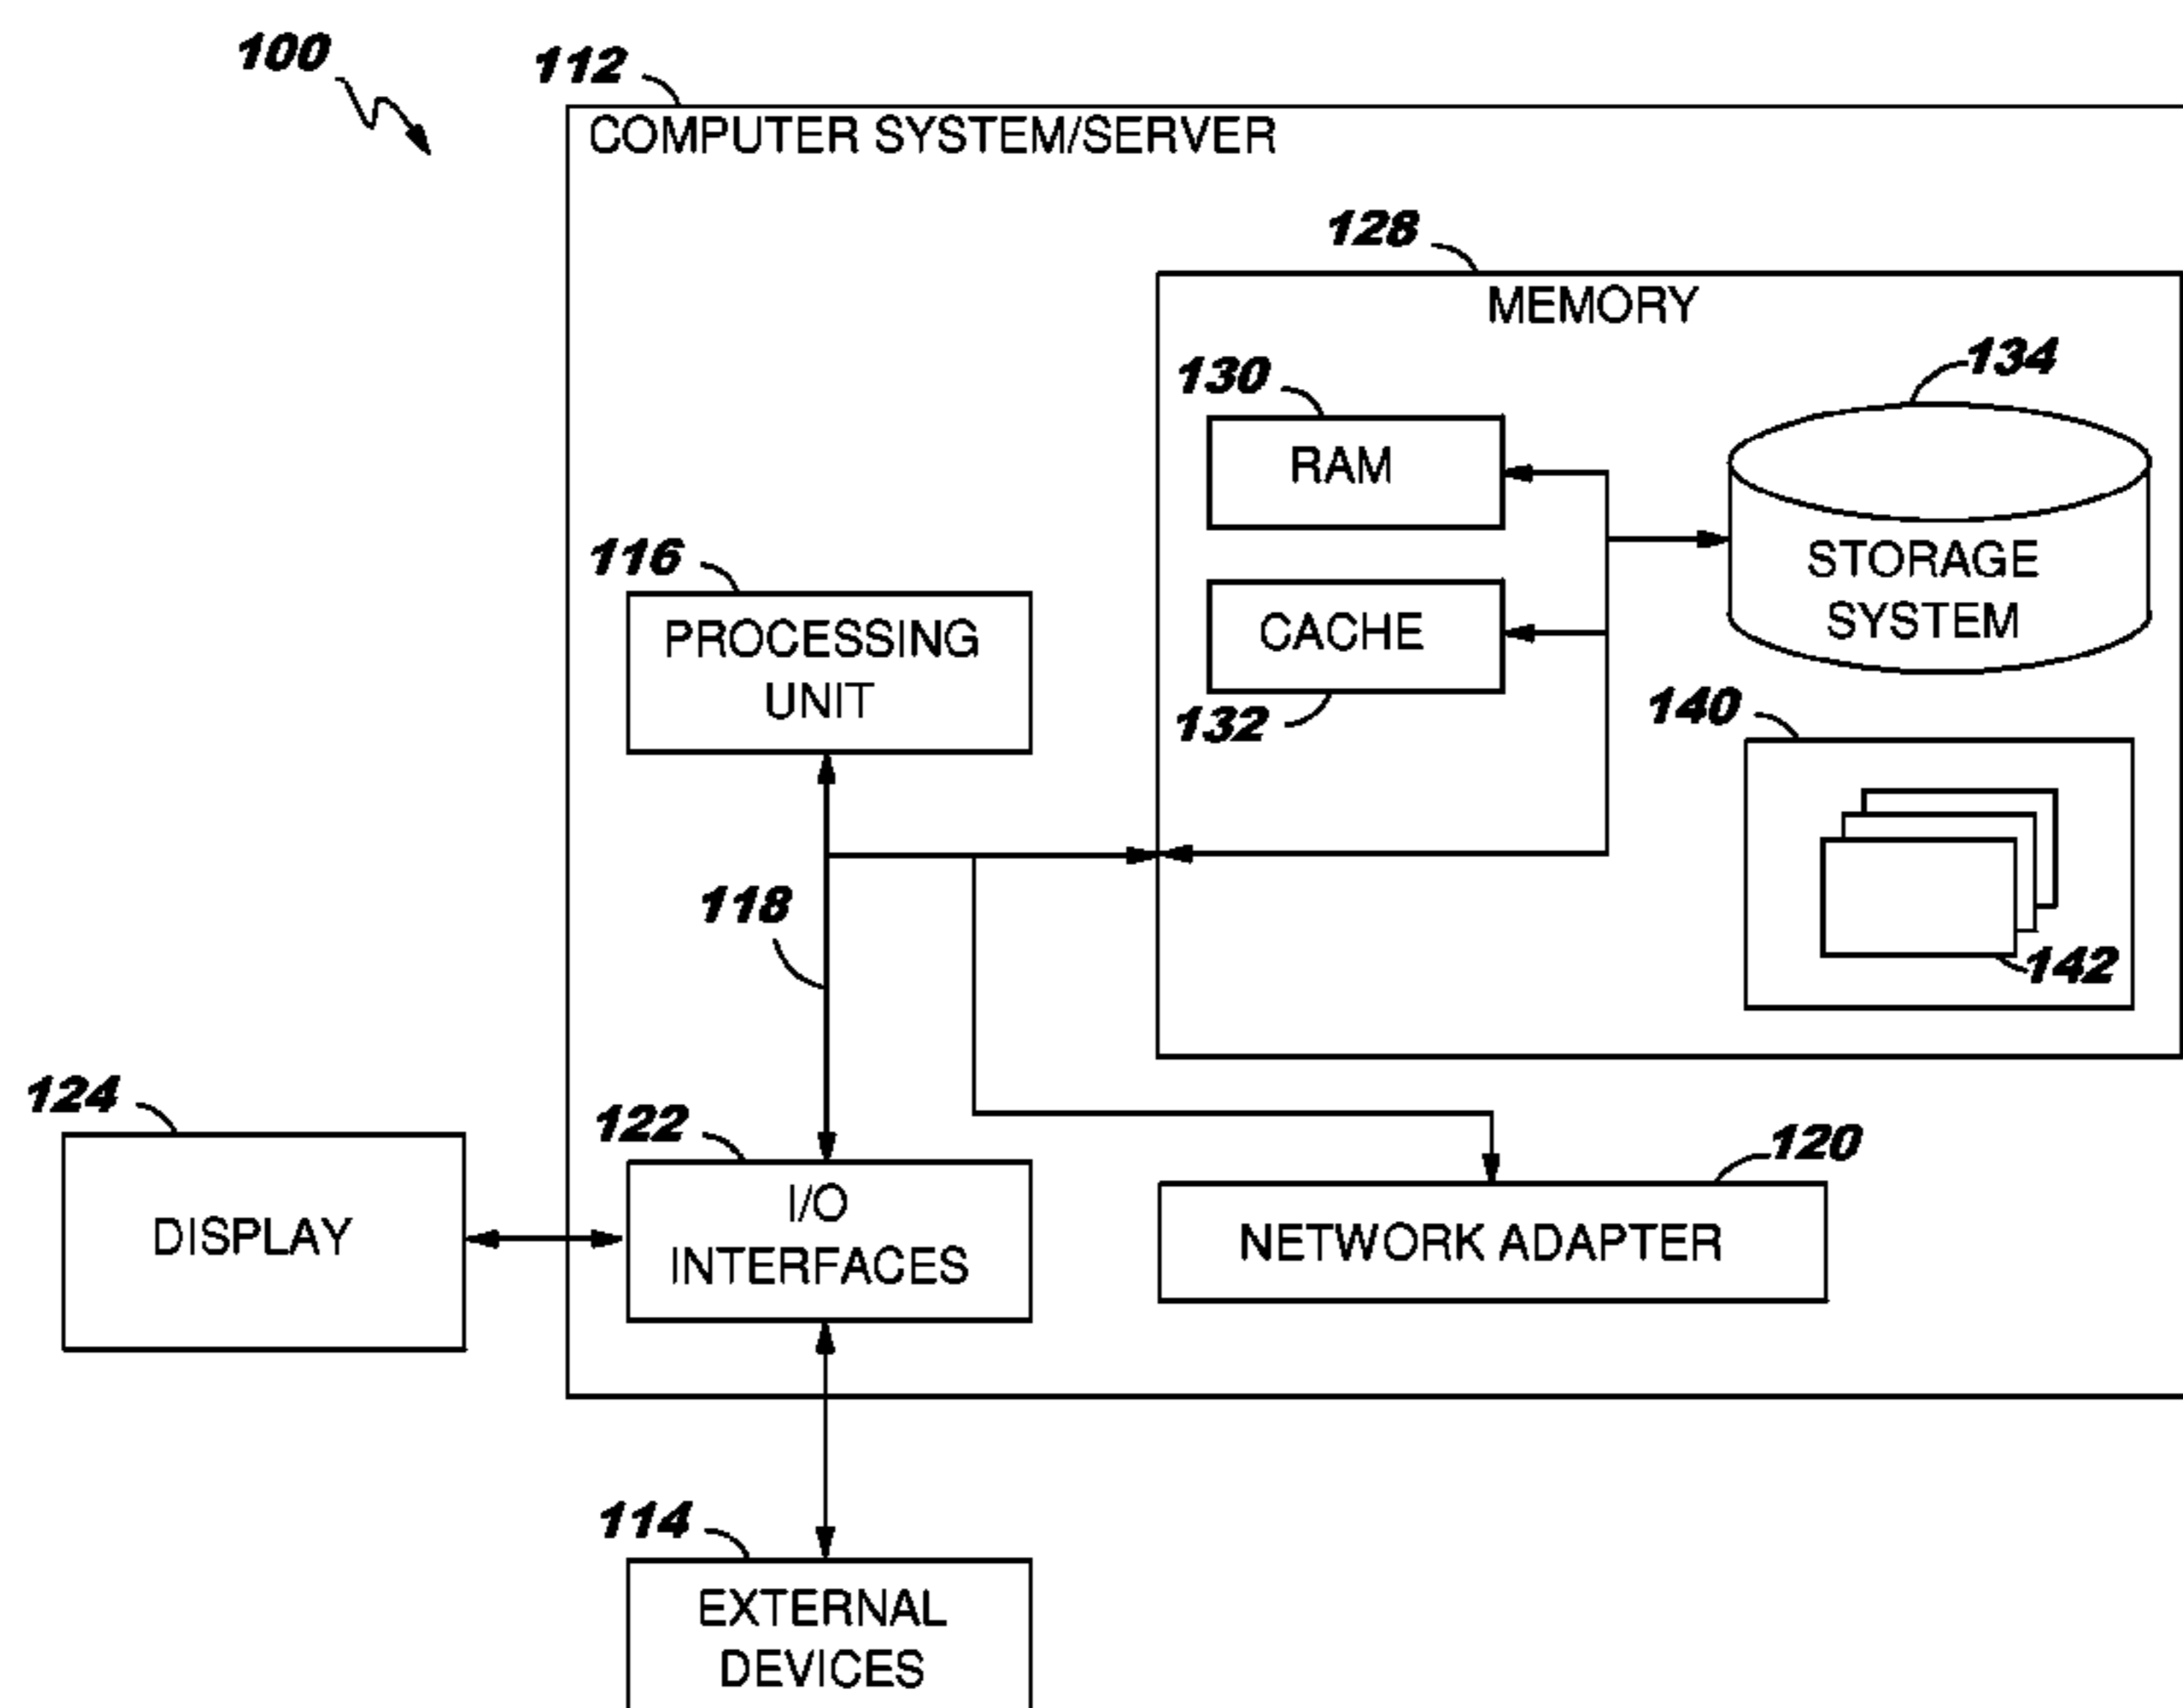 100
112
COMPUTER SYSTEM/SERVER
128
MEMORY
130
134
RAM
STORAGE
SYSTEM
116
PROCESSING
UNIT
CACHE
132
140
118
142
124
DISPLAY
122
I/O
INTERFACES
120
NETWORK ADAPTER
114
EXTERNAL
DEVICES